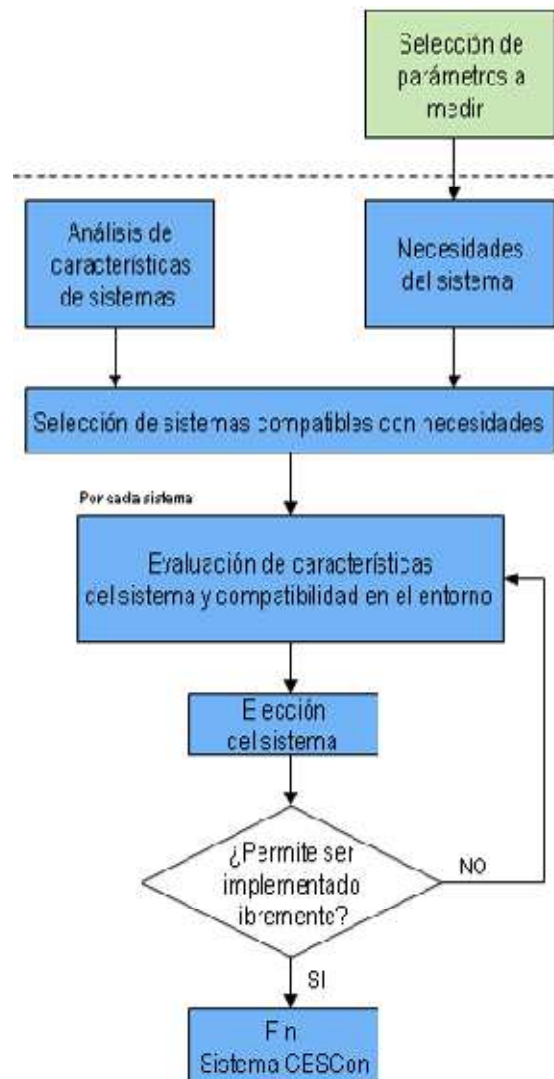 Selección de
parámetros a
medir
Análisis de
características
de sistemas
Necesidades
del sistema
Selección de sistemas compatibles con necesidades
Por cada sistema
Evaluación de características
del sistema y compatibilidad en el entorno
Elección
del sistema
¿Permite ser
implementado
libremente?
NO
SI
Fin
Sistema CESCon